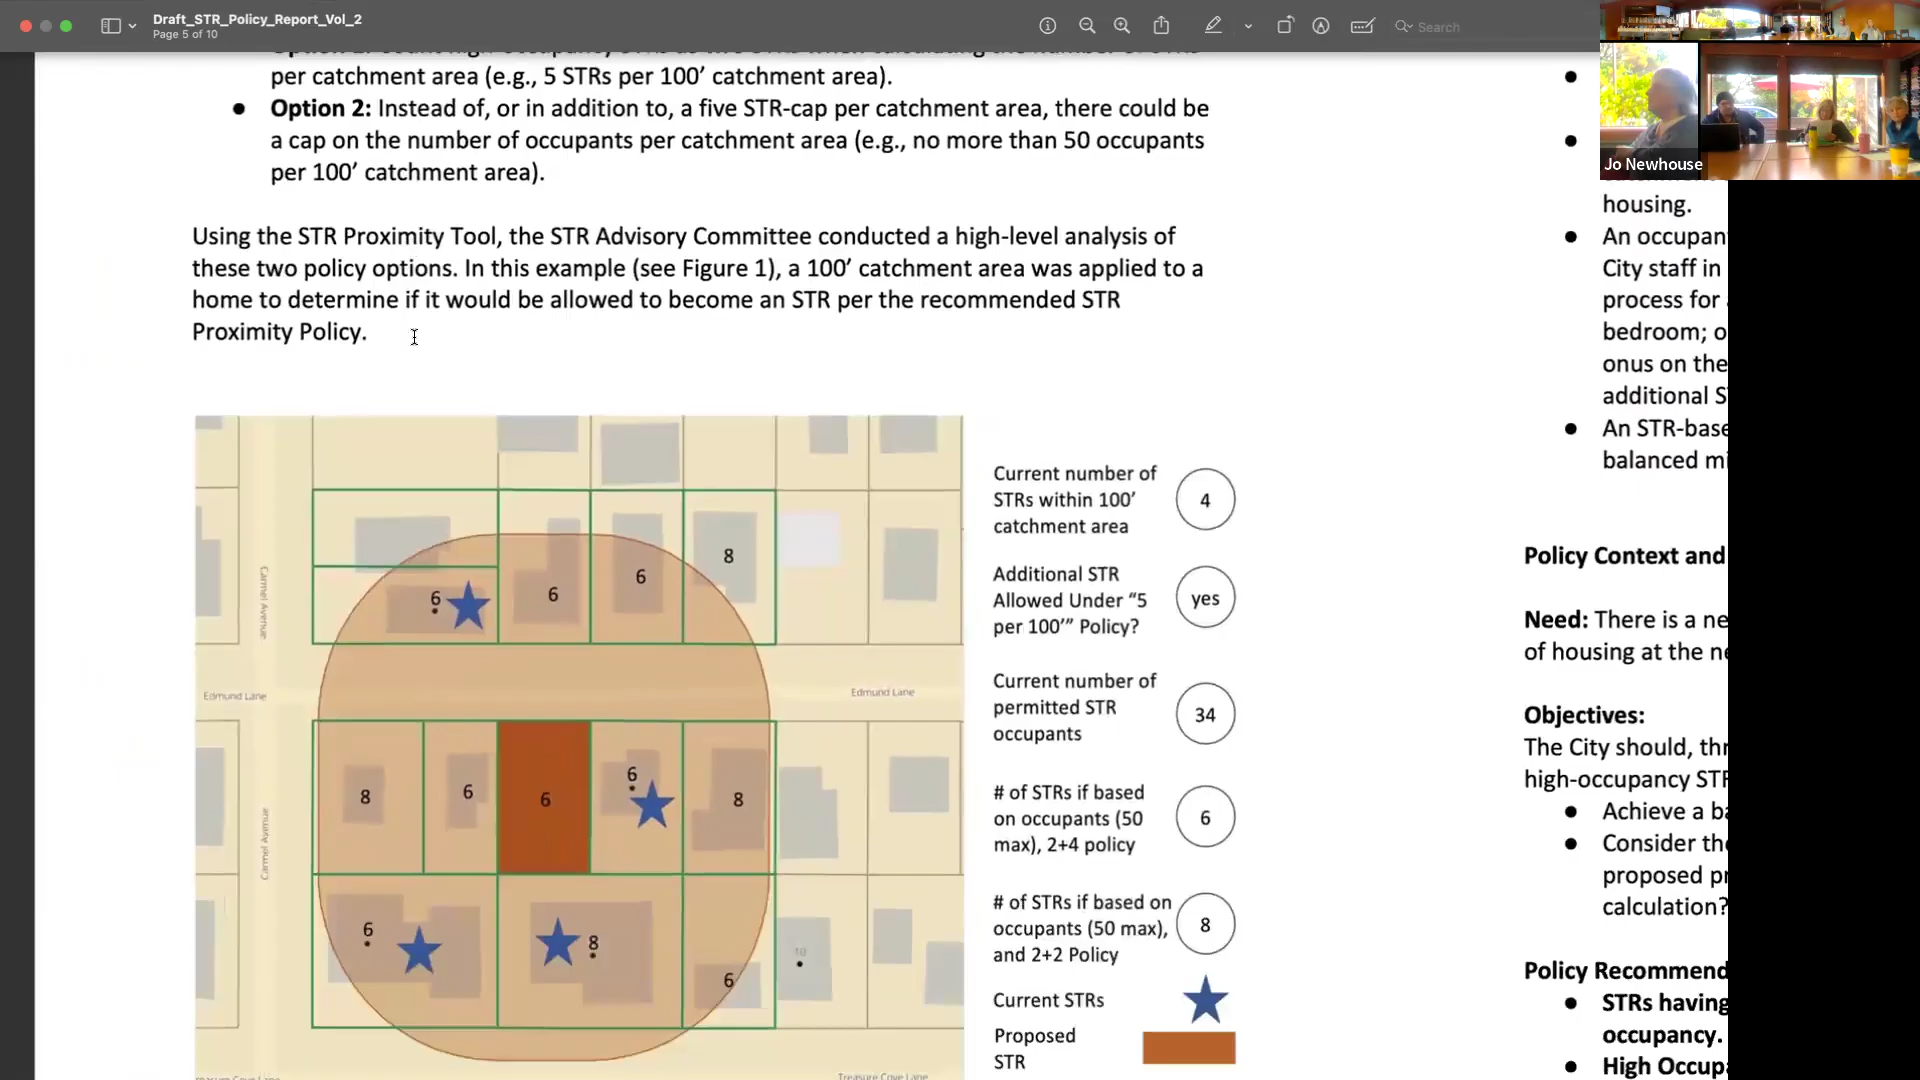 Draft_STR_Policy_Report_Vol_2
Page 5 of 10
Search
Jo Newhouse
per catchment area (e.g., 5 STRs per 100’ catchment area).
● Option 2: Instead of, or in addition to, a five STR-cap per catchment area, there could be
a cap on the number of occupants per catchment area (e.g., no more than 50 occupants
per 100’ catchment area).
Using the STR Proximity Tool, the STR Advisory Committee conducted a high-level analysis of
these two policy options. In this example (see Figure 1), a 100’ catchment area was applied to a
home to determine if it would be allowed to become an STR per the recommended STR
Proximity Policy.
8
6
6
6
Carmel Avenue
Edmund Lane
Edmund Lane
8
6
6
6
8
Carmel Avenue
6
8
6
10
Treasure Cove Lane
Current number of
STRs within 100’
catchment area
4
Additional STR
Allowed Under “5
per 100’” Policy?
yes
Current number of
permitted STR
occupants
34
# of STRs if based
on occupants (50
max), 2+4 policy
6
# of STRs if based on
occupants (50 max),
and 2+2 Policy
8
Current STRs
Proposed
STR
●
●
housing.
● An occupan
City staff in
process for
bedroom; o
onus on the
additional S
● An STR-base
balanced mi
Policy Context and
Need: There is a ne
of housing at the ne
Objectives:
The City should, thr
high-occupancy STR
● Achieve a ba
● Consider the
proposed pr
calculation?
Policy Recommend
● STRs having
occupancy.
● High Occupa